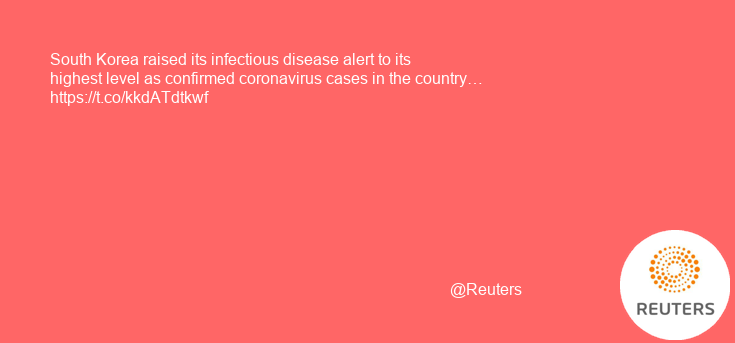 South Korea raised its infectious disease alert to its
highest level as confirmed coronavirus cases in the country…
https://t.co/kkdATdtkwf
@Reuters
REUTERS